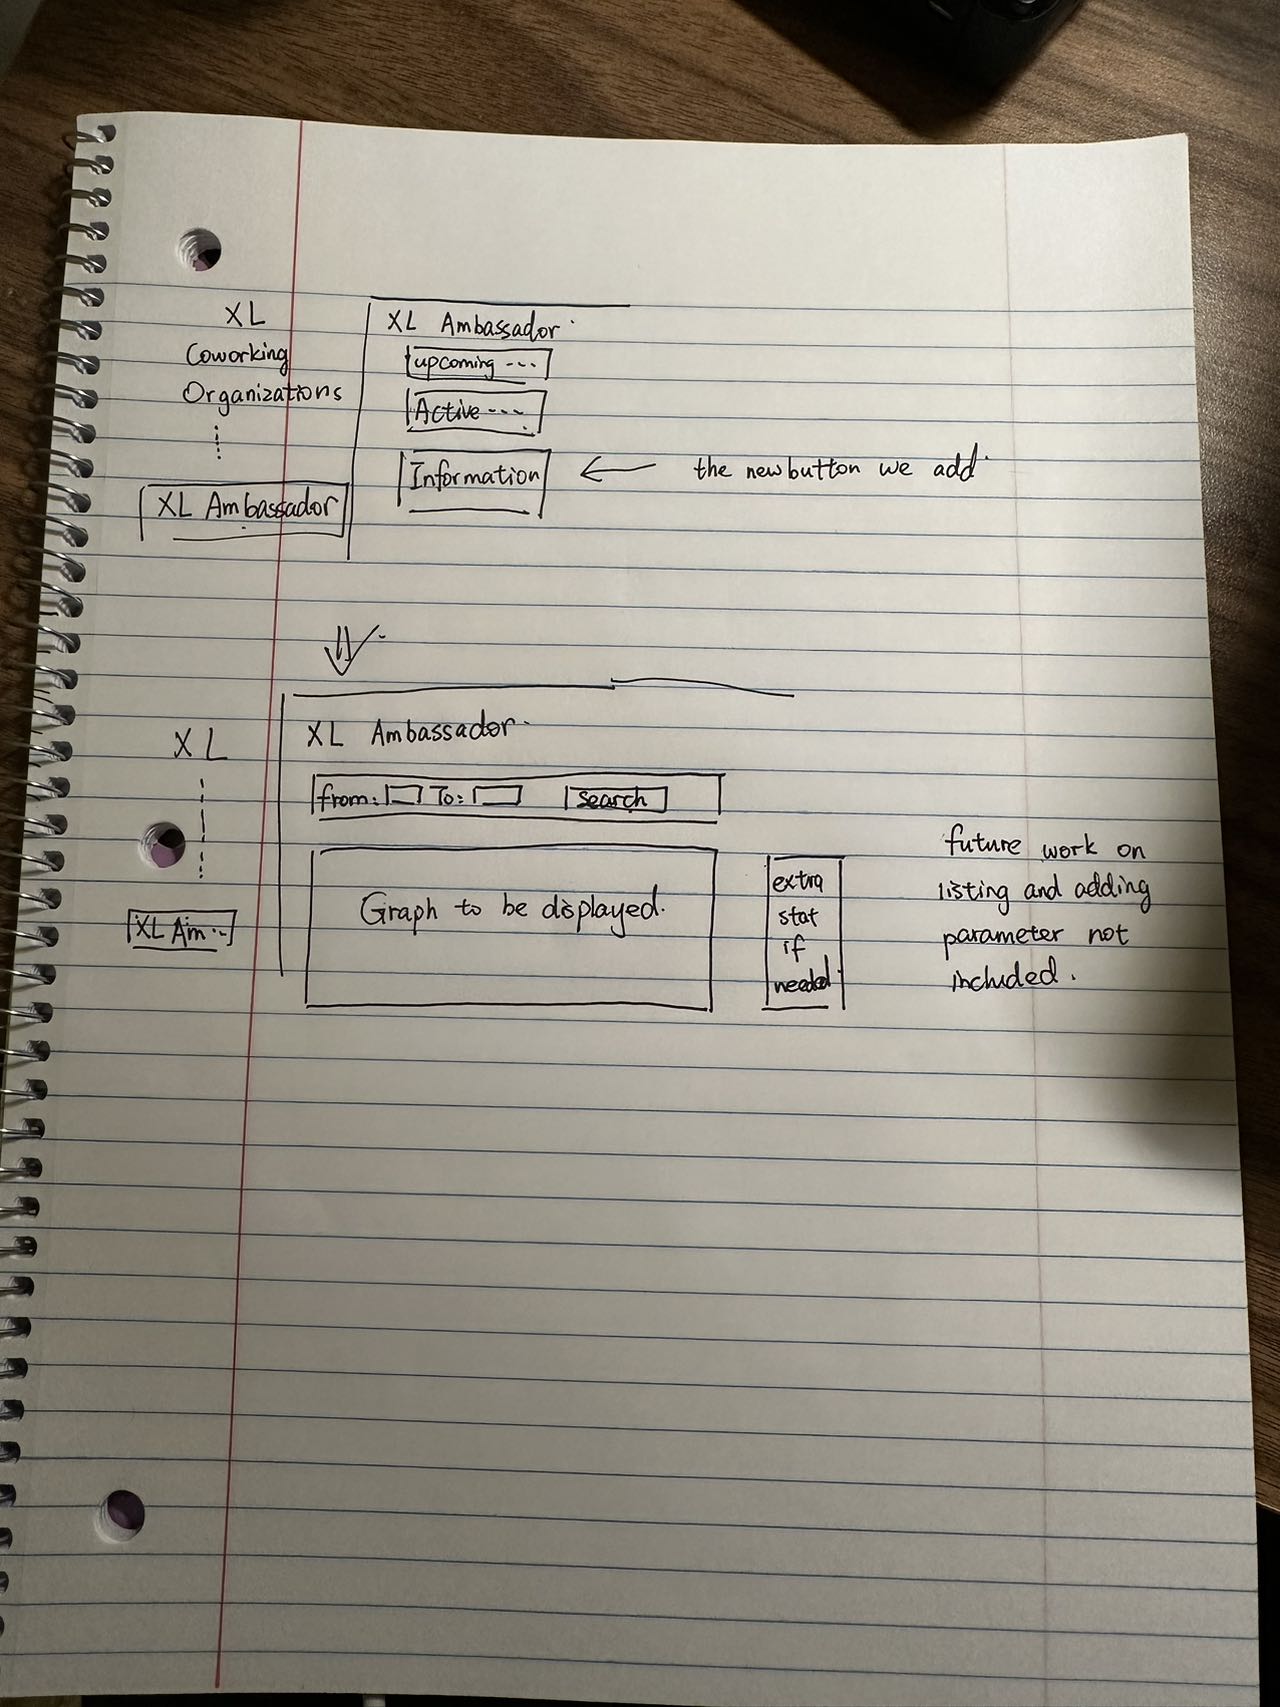 XL
Coworking
Organizations
XL Ambassador
XL Ambassador
upcoming ---
Active ---
Information
the new button we add
XL
XL Am --
XL Ambassador
from: To: Search
Graph to be displayed.
extra
stat
if
needed
future work on
listing and adding
parameter not
included.